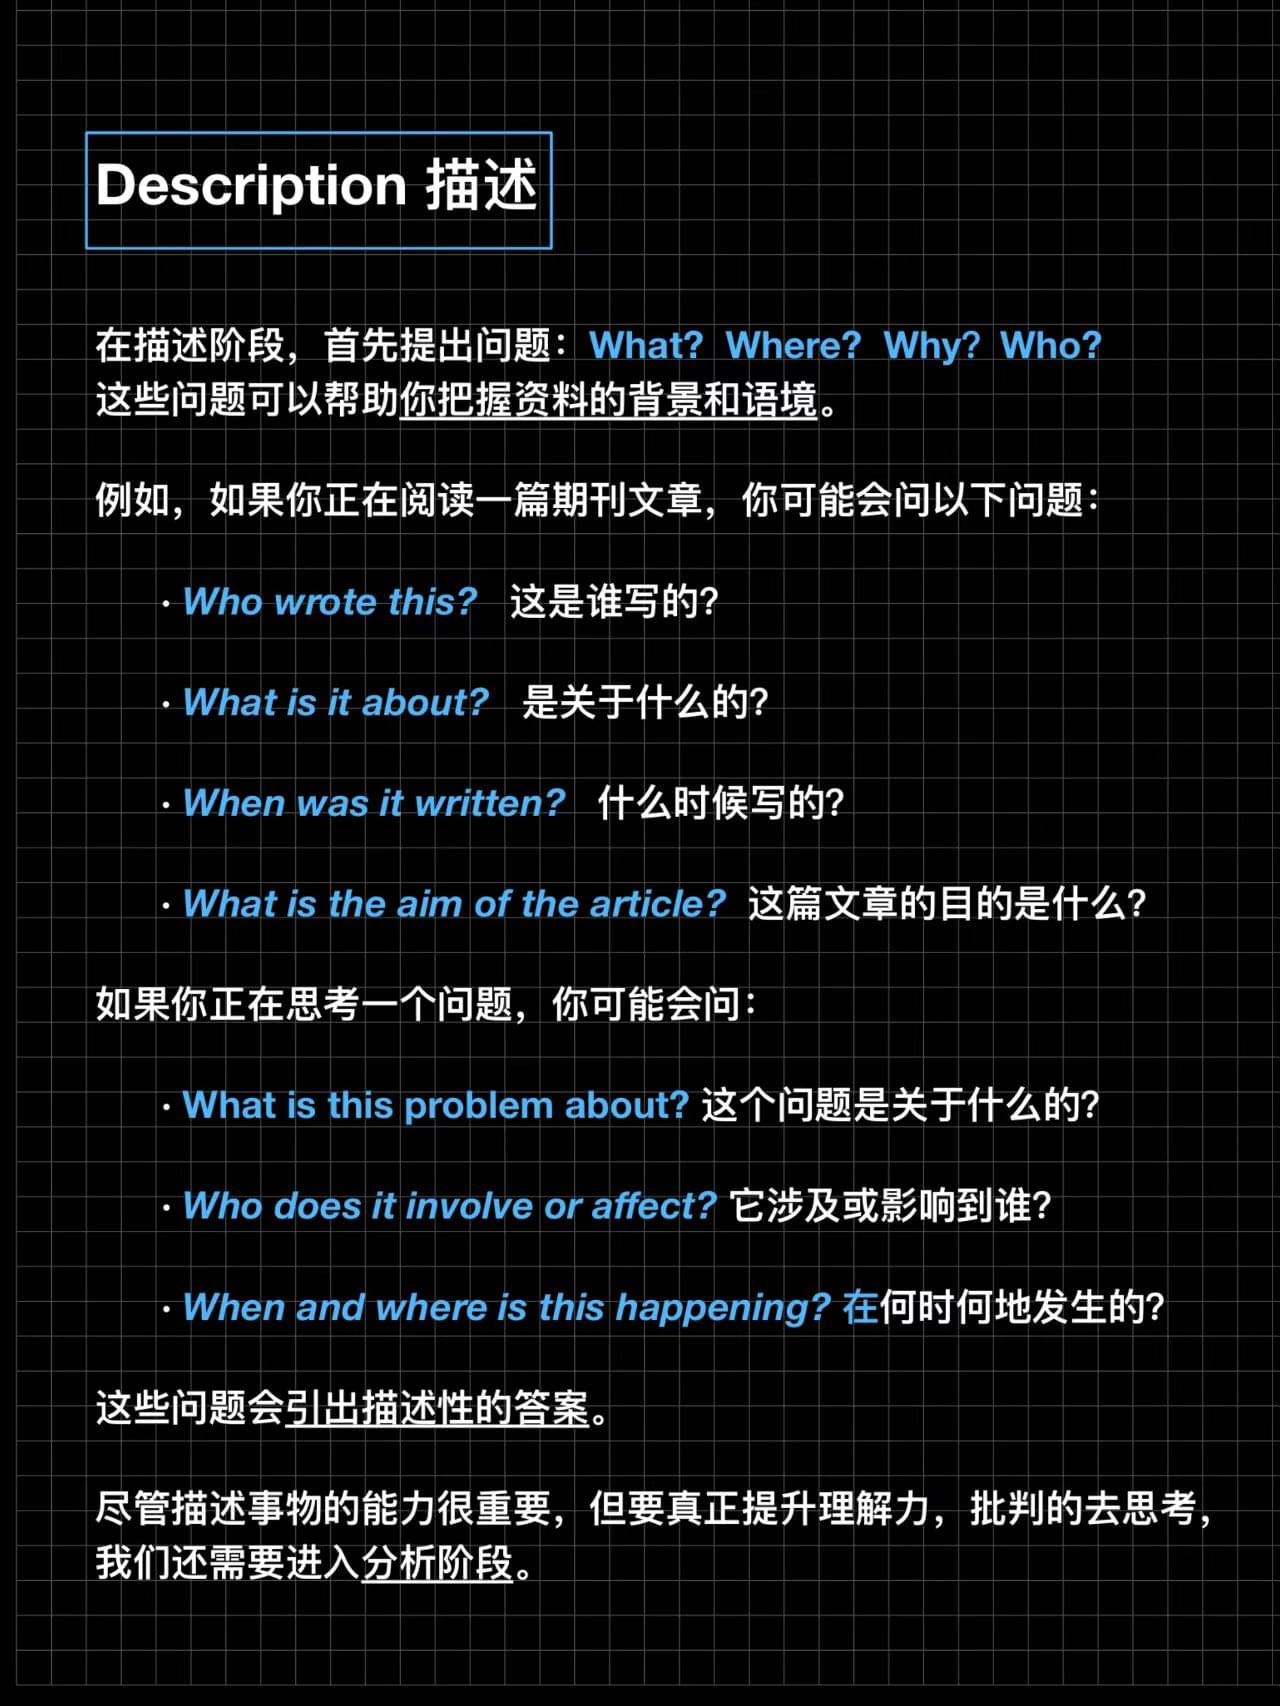 Description 描述
在描述阶段，首先提出问题：What? Where? Why? Who?
这些问题可以帮助你把握资料的背景和语境。
例如，如果你正在阅读一篇期刊文章，你可能会问以下问题：
· Who wrote this? 这是谁写的？
· What is it about? 是关于什么的？
· When was it written? 什么时候写的？
· What is the aim of the article? 这篇文章的目的是什么？
如果你正在思考一个问题，你可能会问：
· What is this problem about? 这个问题是关于什么的？
· Who does it involve or affect? 它涉及或影响到谁？
· When and where is this happening? 在何时何地发生的？
这些问题会引出描述性的答案。
尽管描述事物的能力很重要，但要真正提升理解力，批判的去思考，
我们还需要进入分析阶段。